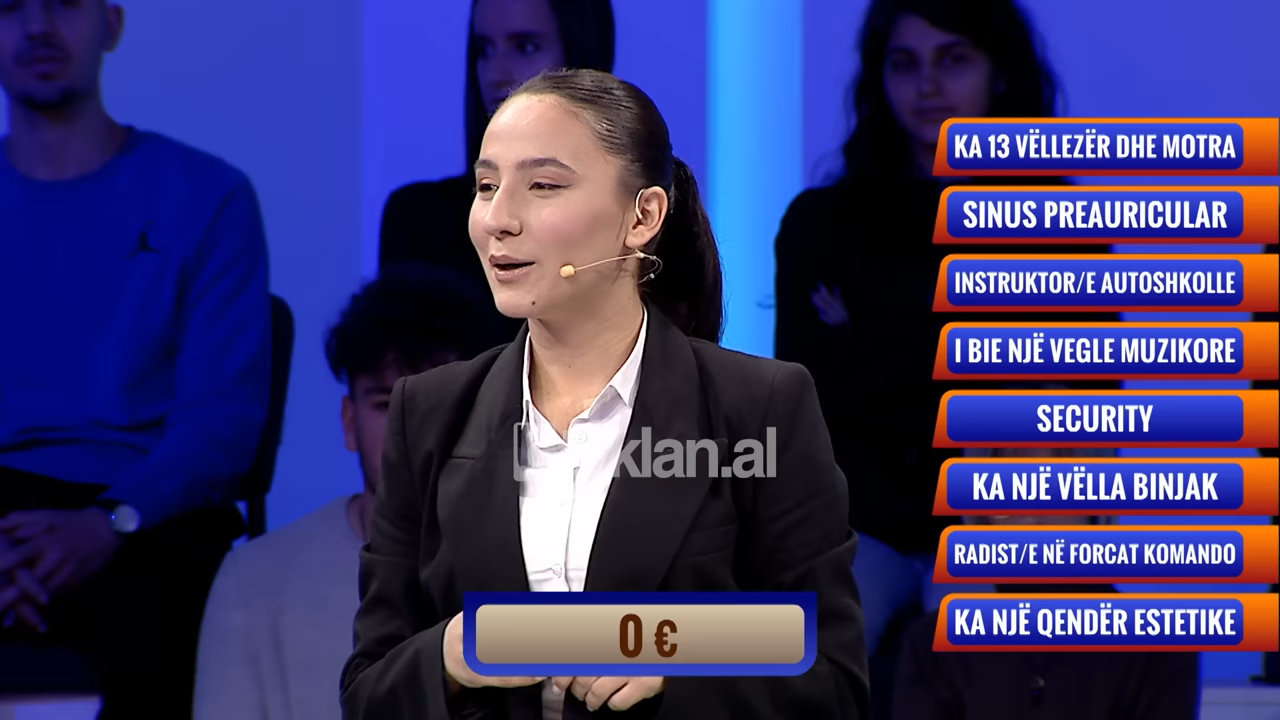 KA 13 VËLLEZËR DHE MOTRA
SINUS PREAURICULAR
INSTRUKTOR/E AUTOSHKOLLE
I BIE NJË VEGLE MUZIKORE
SECURITY
KA NJË VËLLA BINJAK
RADIST/E NË FORCAT KOMANDO
KA NJË QENDËR ESTETIKE
klan.al
0 €